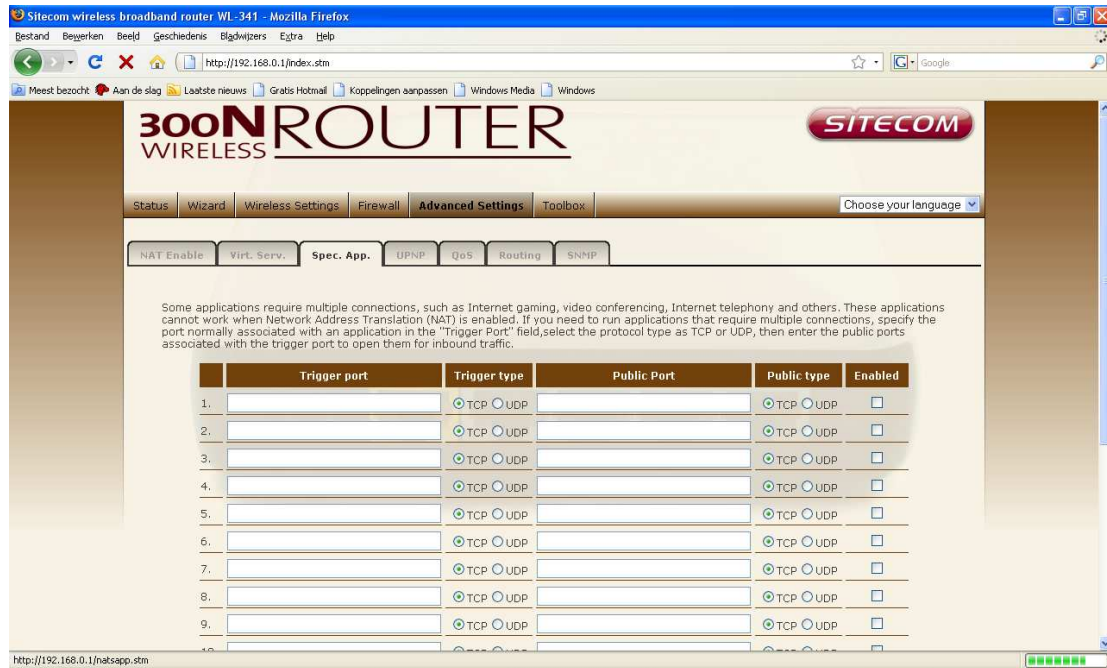 Sitecom wireless broadband router WL-341 - Mozilla Firefox
Bestand Bewerken Beeld Geschiedenis Bladwijzers Extra Help
http://192.168.0.1/index.stm
Google
Meest bezocht Aan de slag Laatste nieuws Gratis Hotmail Koppelingen aanpassen Windows Media Windows
300N ROUTER
WIRELESS
SITECOM
Status Wizard Wireless Settings Firewall Advanced Settings Toolbox Choose your language
NAT Enable Virt. Serv. Spec. App. UPNP QoS Routing SNMP
Some applications require multiple connections, such as Internet gaming, video conferencing, Internet telephony and others. These applications
cannot work when Network Address Translation (NAT) is enabled. If you need to run applications that require multiple connections, specify the
port normally associated with an application in the "Trigger Port" field,select the protocol type as TCP or UDP, then enter the public ports
associated with the trigger port to open them for inbound traffic.
Trigger port Trigger type Public Port Public type Enabled
1. TCP UDP TCP UDP
2. TCP UDP TCP UDP
3. TCP UDP TCP UDP
4. TCP UDP TCP UDP
5. TCP UDP TCP UDP
6. TCP UDP TCP UDP
7. TCP UDP TCP UDP
8. TCP UDP TCP UDP
9. TCP UDP TCP UDP
http://192.168.0.1/natsapp.stm